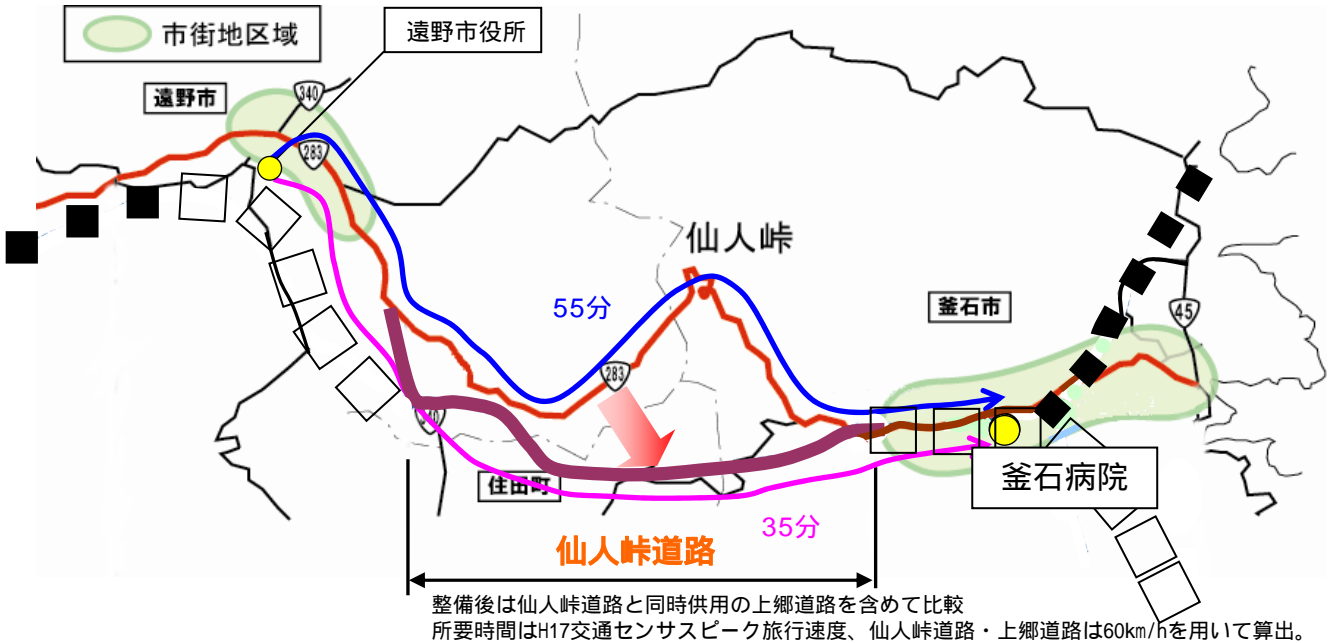 市街地区域
遠野市役所
遠野市
340
283
仙人峠
55分
釜石市
45
283
340
釜石病院
住田町
35分
仙人峠道路
整備後は仙人峠道路と同時供用の上郷道路を含めて比較
所要時間はH17交通センサスピーク旅行速度、仙人峠道路・上郷道路は60km/hを用いて算出。